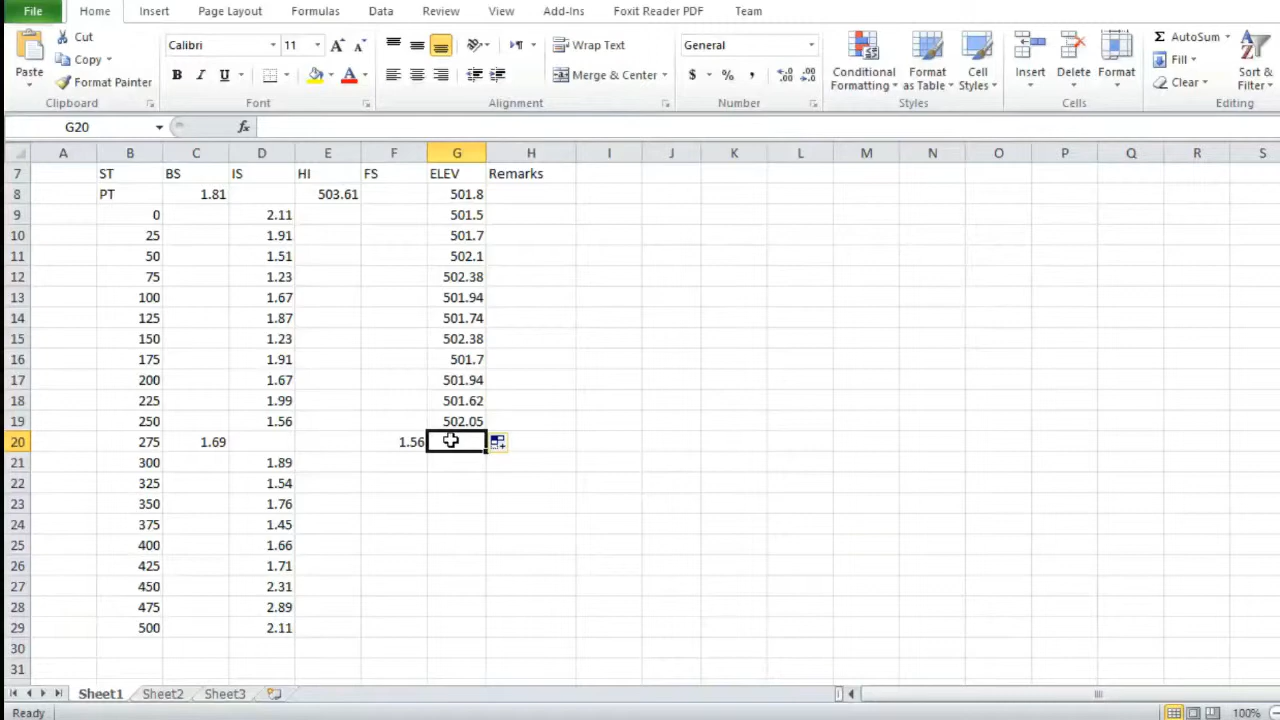 File Home Insert Page Layout Formulas Data Review View Add-Ins Foxit Reader PDF Team
Paste
Cut
Copy
Format Painter
Clipboard
Calibri 11 A A
B I U A
Font
Wrap Text
Merge & Center
Alignment
General
$ % ,
Number
Conditional Formatting
Format as Table
Cell Styles
Styles
Insert
Delete
Format
Cells
Σ AutoSum
Fill
Clear
Sort & Filter
Editing
G20 fx
A B C D E F G H I J K L M N O P Q R S
7 ST BS IS HI FS ELEV Remarks
8 PT 1.81 503.61 501.8
9 0 2.11 501.5
10 25 1.91 501.7
11 50 1.51 502.1
12 75 1.23 502.38
13 100 1.67 501.94
14 125 1.87 501.74
15 150 1.23 502.38
16 175 1.91 501.7
17 200 1.67 501.94
18 225 1.99 501.62
19 250 1.56 502.05
20 275 1.69 1.56
21 300 1.89
22 325 1.54
23 350 1.76
24 375 1.45
25 400 1.66
26 425 1.71
27 450 2.31
28 475 2.89
29 500 2.11
30
31
Sheet1 Sheet2 Sheet3
Ready 100%